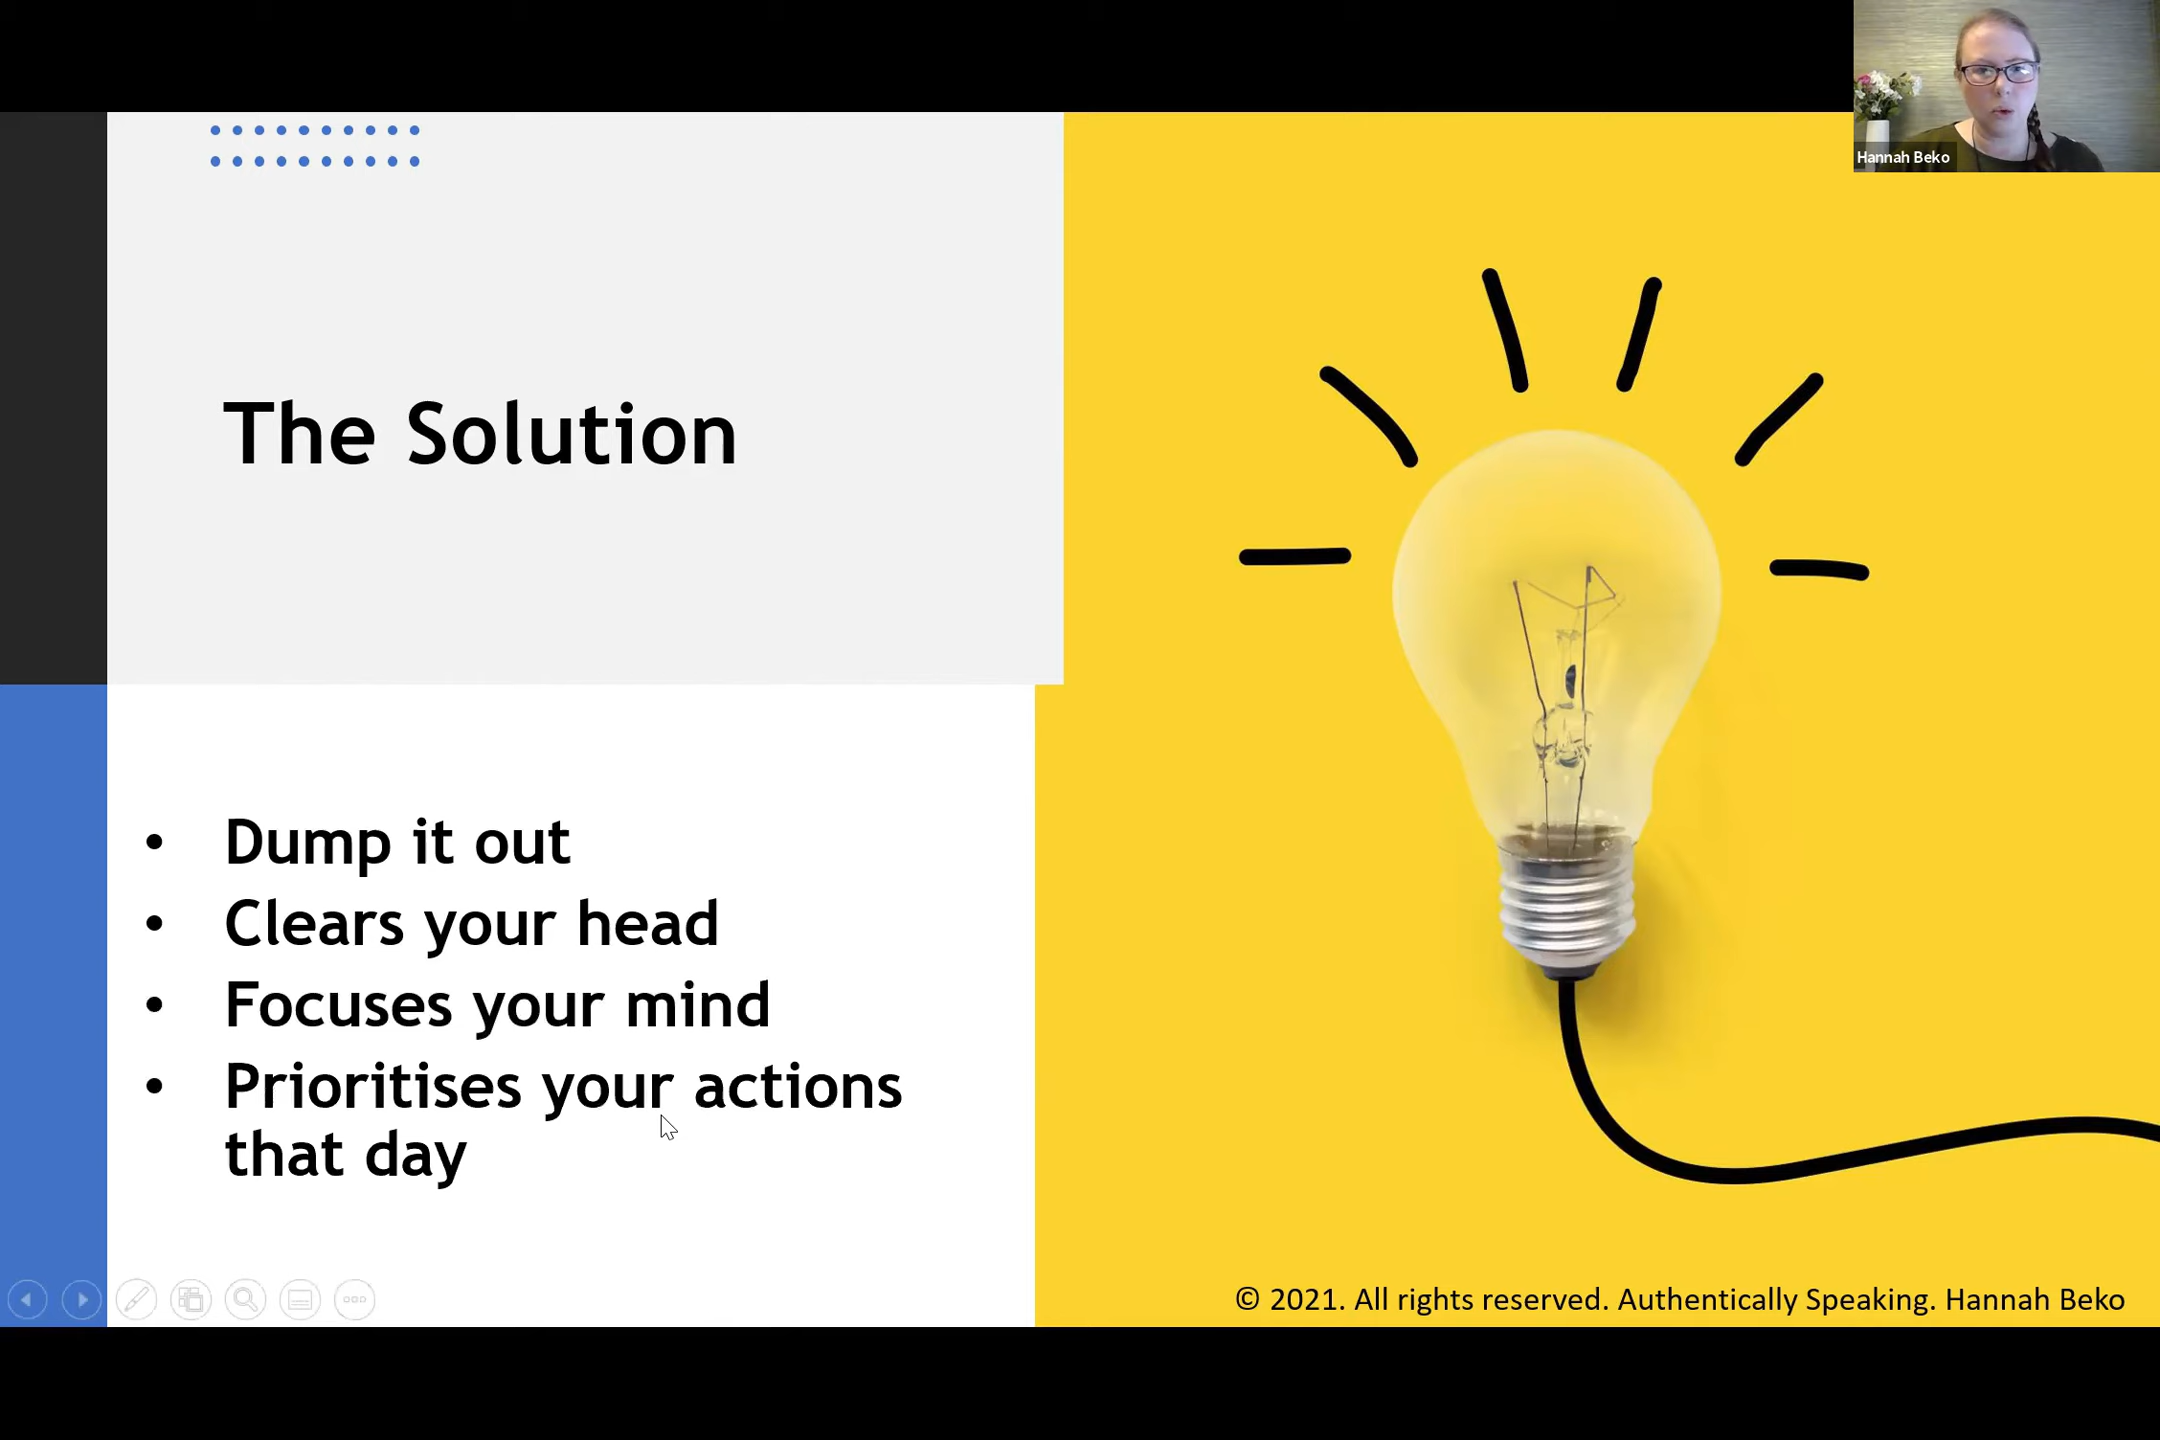 Hannah Beko
The Solution
• Dump it out
• Clears your head
• Focuses your mind
• Prioritises your actions
that day
© 2021. All rights reserved. Authentically Speaking. Hannah Beko